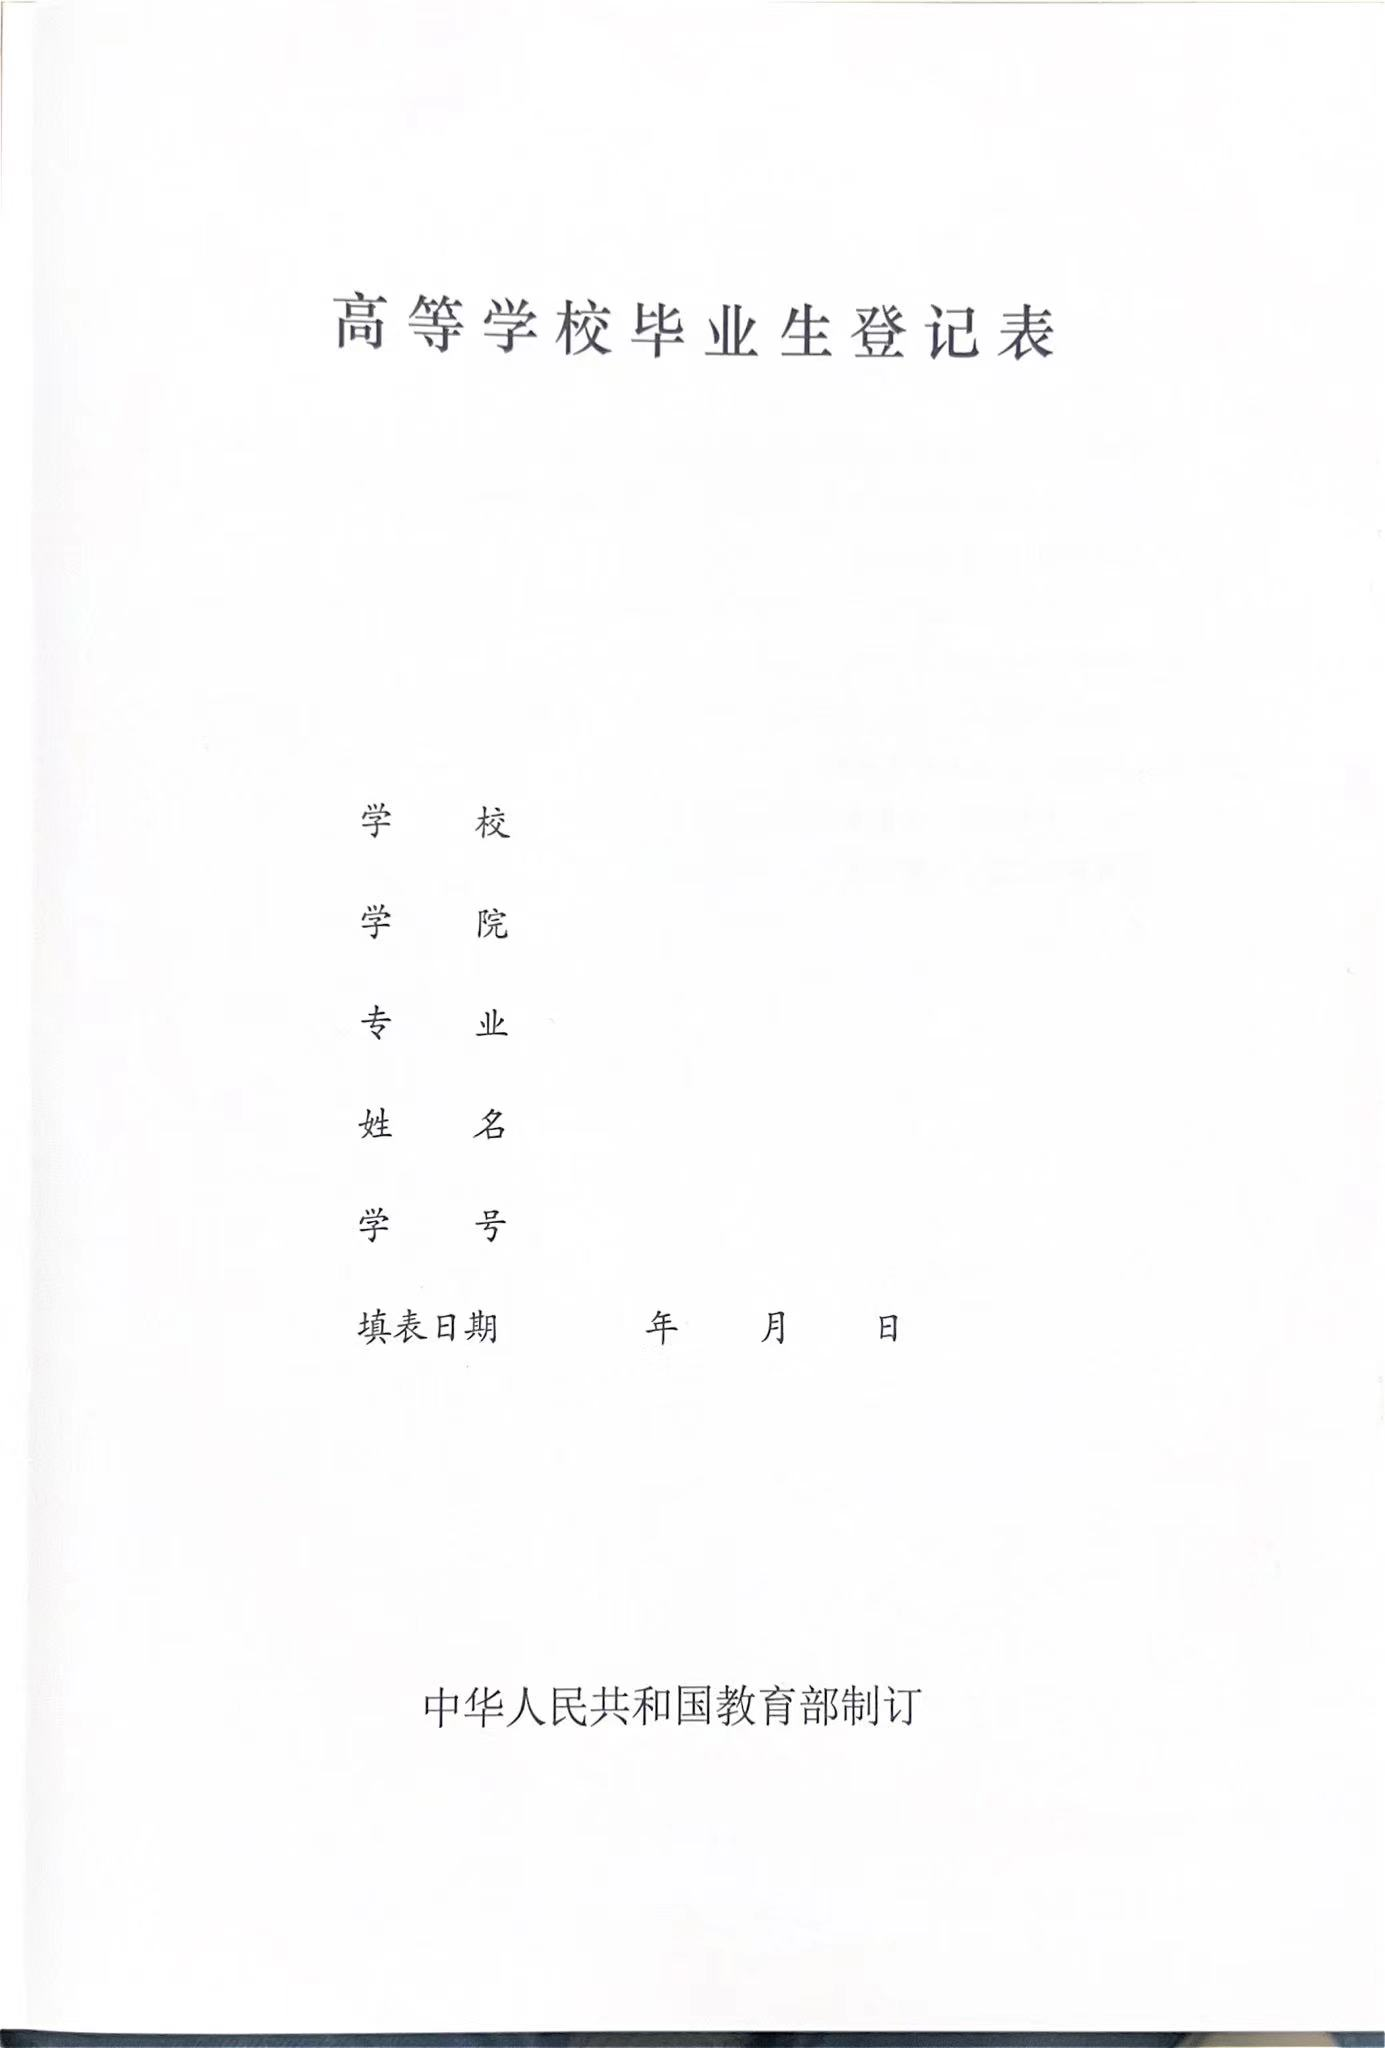 高等学校毕业生登记表
学 校
学 院
专 业
姓 名
学 号
填表日期 年 月 日
中华人民共和国教育部制订